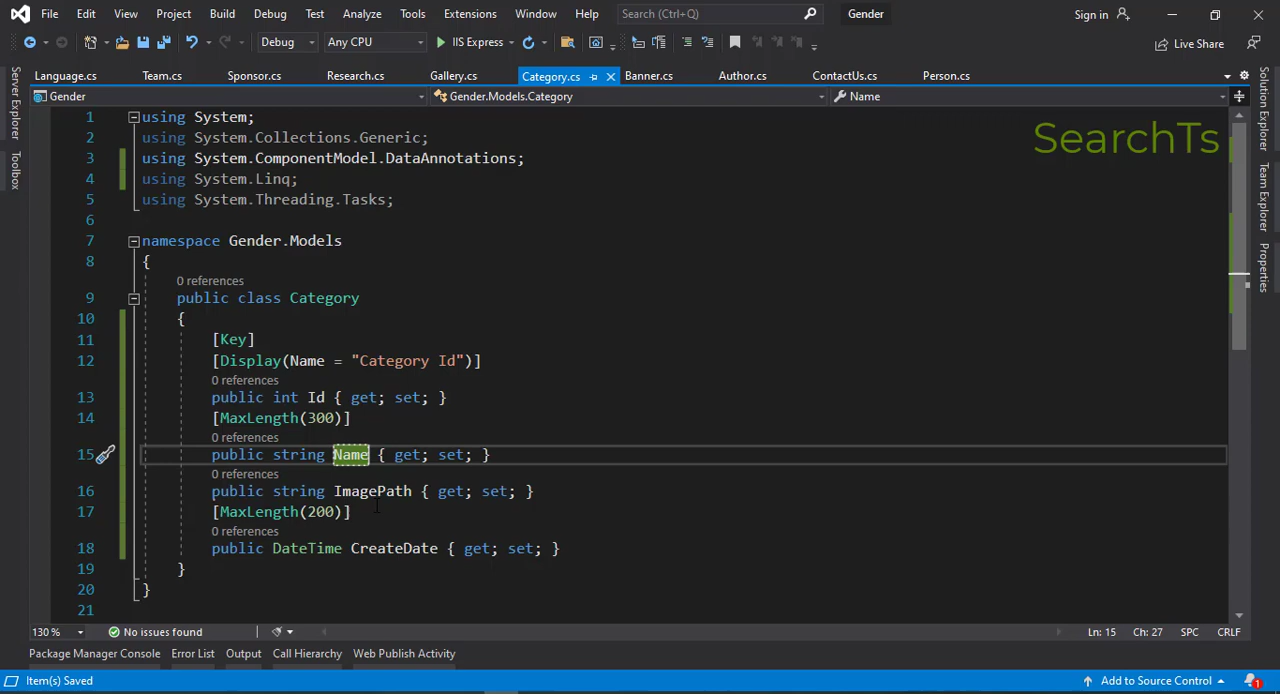 File Edit View Project Build Debug Test Analyze Tools Extensions Window Help Search (Ctrl+Q) Gender Sign in
Debug Any CPU IIS Express Live Share
Language.cs Team.cs Sponsor.cs Research.cs Gallery.cs Category.cs Banner.cs Author.cs ContactUs.cs Person.cs
Gender Gender.Models.Category Name
Server Explorer
Toolbox
Solution Explorer
Team Explorer
Properties
SearchTs
1 using System;
2 using System.Collections.Generic;
3 using System.ComponentModel.DataAnnotations;
4 using System.Linq;
5 using System.Threading.Tasks;
6
7 namespace Gender.Models
8 {
0 references
9 public class Category
10 {
11 [Key]
12 [Display(Name = "Category Id")]
0 references
13 public int Id { get; set; }
14 [MaxLength(300)]
0 references
15 public string Name { get; set; }
0 references
16 public string ImagePath { get; set; }
17 [MaxLength(200)]
0 references
18 public DateTime CreateDate { get; set; }
19 }
20 }
21
130 % No issues found Ln: 15 Ch: 27 SPC CRLF
Package Manager Console Error List Output Call Hierarchy Web Publish Activity
Item(s) Saved Add to Source Control 1